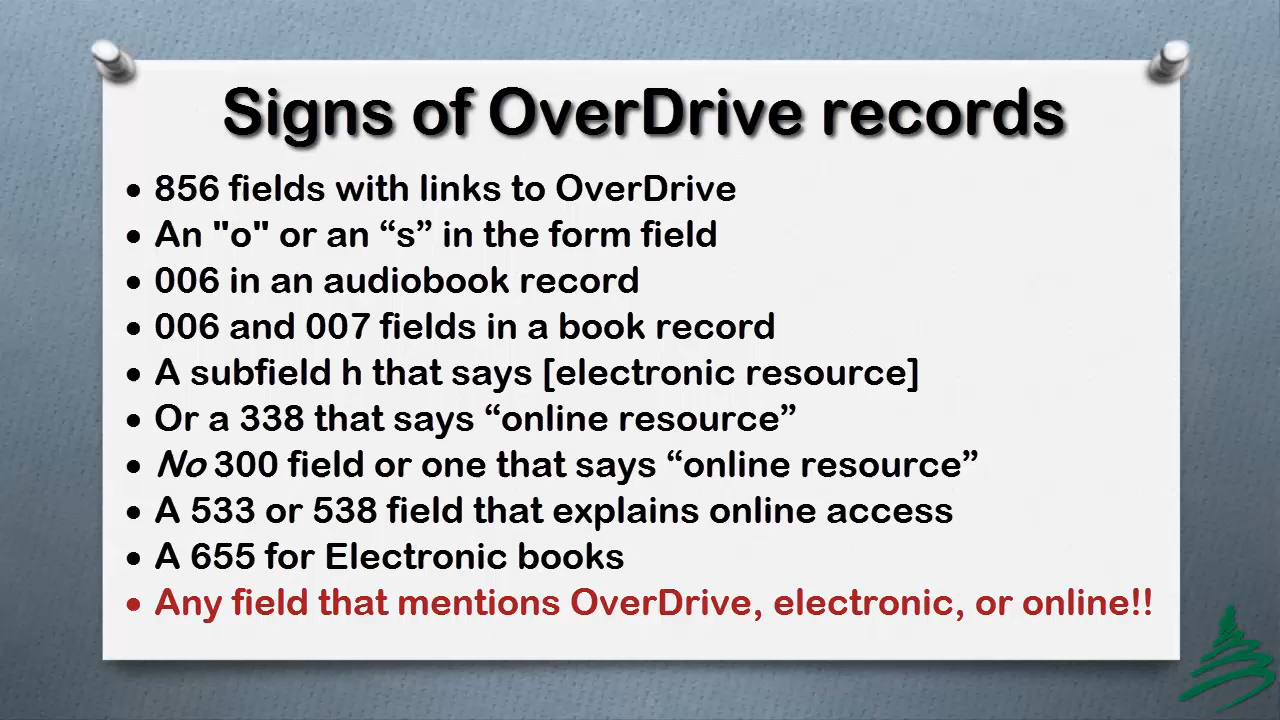 Signs of OverDrive records
• 856 fields with links to OverDrive
• An "o" or an “s” in the form field
• 006 in an audiobook record
• 006 and 007 fields in a book record
• A subfield h that says [electronic resource]
• Or a 338 that says “online resource”
• No 300 field or one that says “online resource”
• A 533 or 538 field that explains online access
• A 655 for Electronic books
• Any field that mentions OverDrive, electronic, or online!!